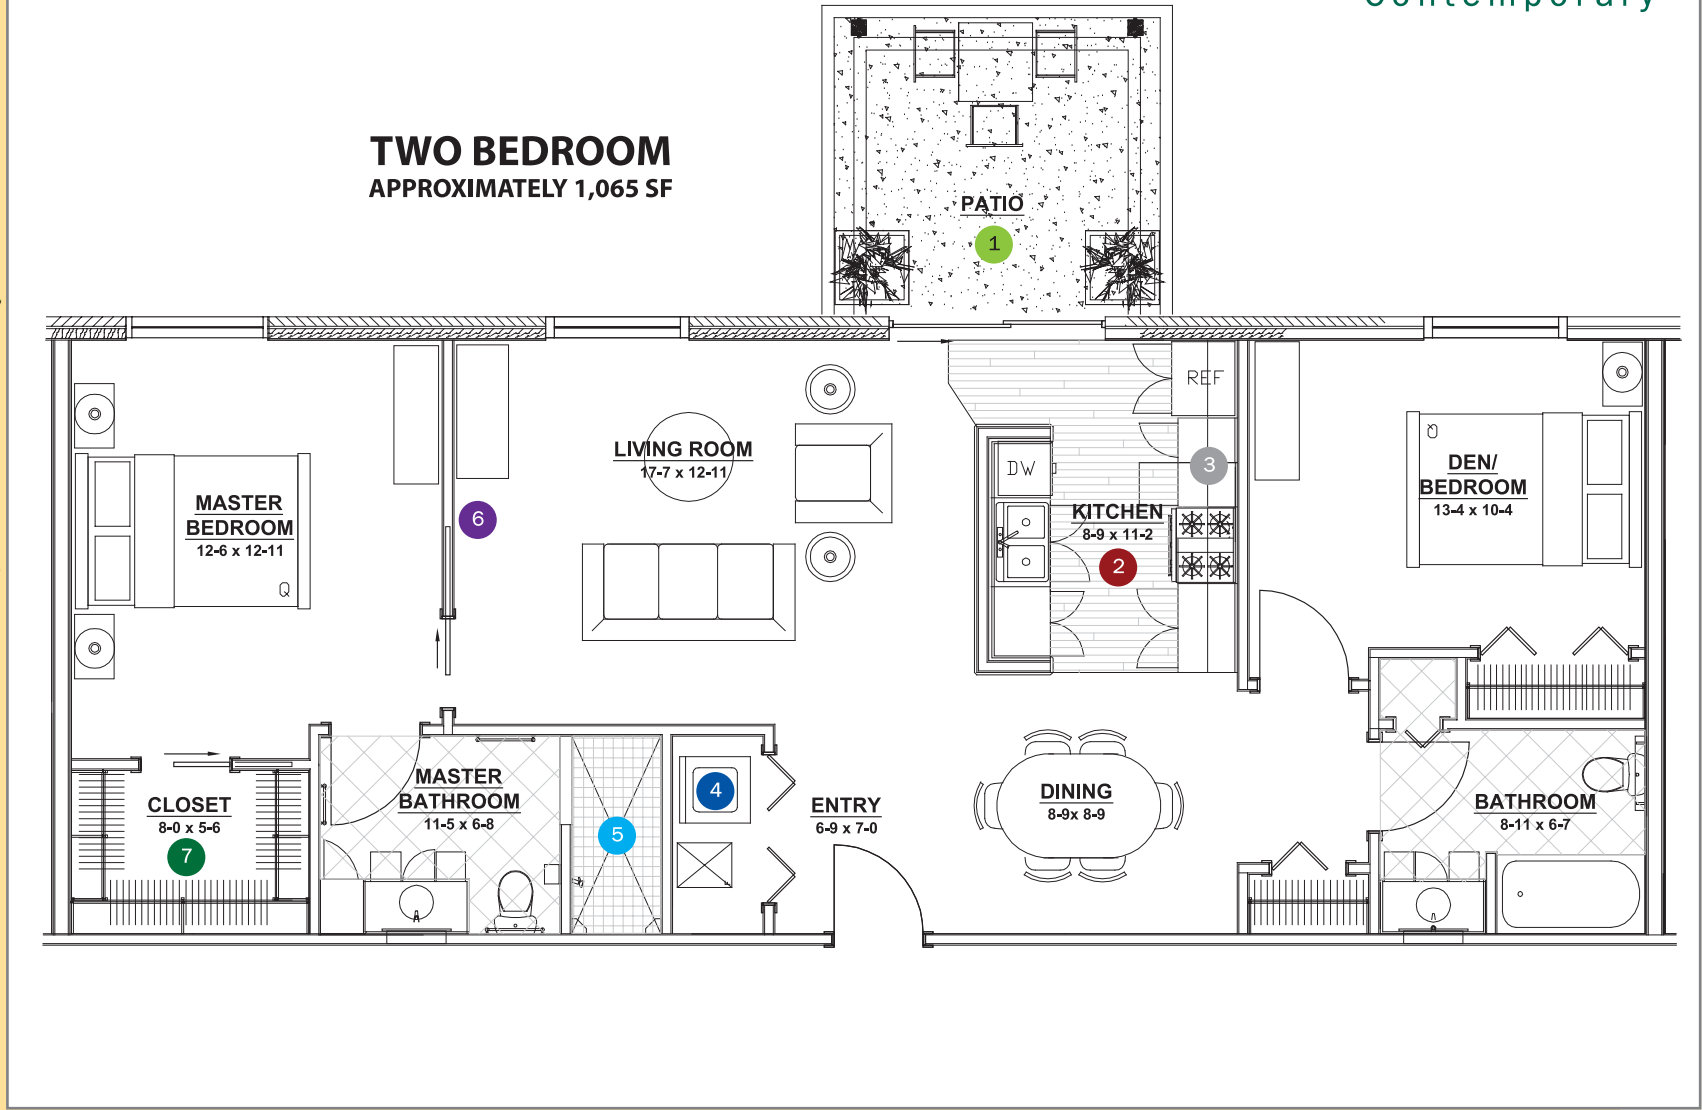 Contemporary
TWO BEDROOM
APPROXIMATELY 1,065 SF
PATIO
1
REF
LIVING ROOM
17-7 x 12-11
DW
3
DEN/
BEDROOM
13-4 x 10-4
MASTER
BEDROOM
12-6 x 12-11
6
KITCHEN
8-9 x 11-2
2
MASTER
BATHROOM
11-5 x 6-8
4
CLOSET
8-0 x 5-6
7
5
ENTRY
6-9 x 7-0
DINING
8-9x 8-9
BATHROOM
8-11 x 6-7